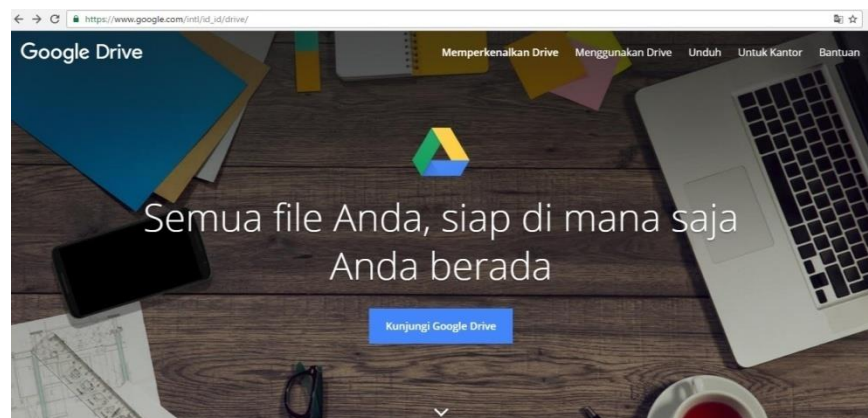 https://www.google.com/intl/id_id/drive/
Google Drive
Memperkenalkan Drive Menggunakan Drive Unduh Untuk Kantor Bantuan
Semua file Anda, siap di mana saja
Anda berada
Kunjungi Google Drive